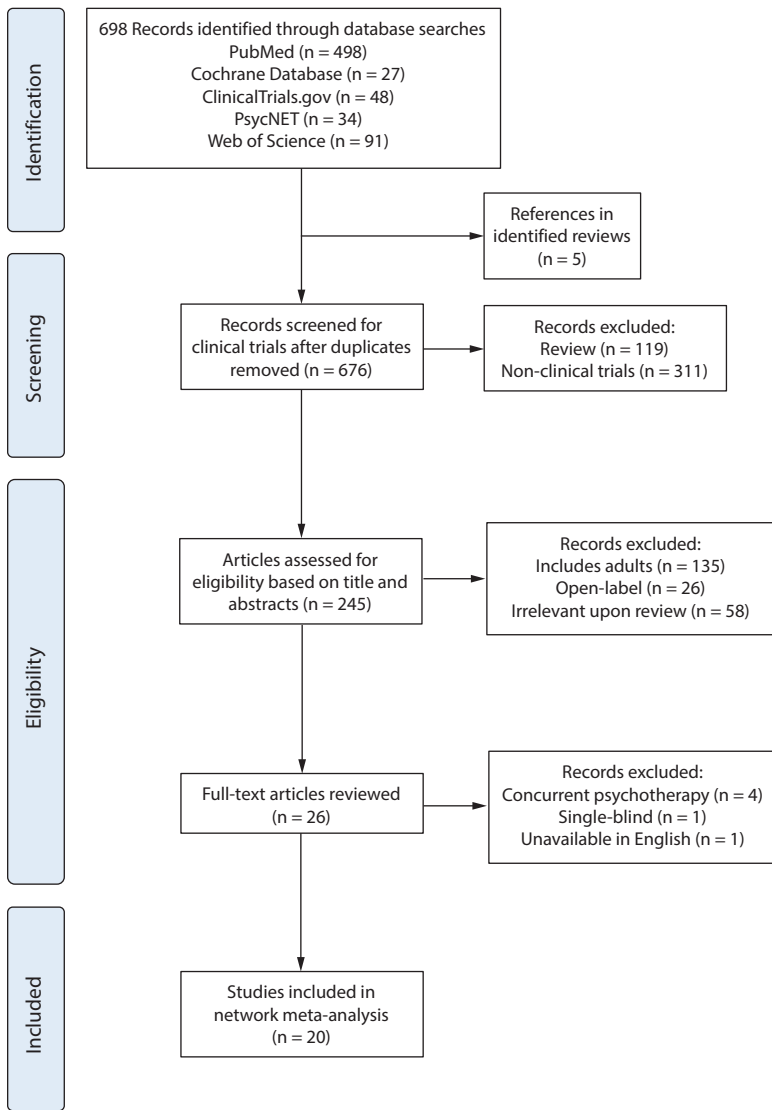 Identification
698 Records identified through database searches
PubMed (n = 498)
Cochrane Database (n = 27)
ClinicalTrials.gov (n = 48)
PsycNET (n = 34)
Web of Science (n = 91)
References in
identified reviews
(n = 5)
Screening
Records screened for
clinical trials after duplicates
removed (n = 676)
Records excluded:
Review (n = 119)
Non-clinical trials (n = 311)
Eligibility
Articles assessed for
eligibility based on title and
abstracts (n = 245)
Records excluded:
Includes adults (n = 135)
Open-label (n = 26)
Irrelevant upon review (n = 58)
Full-text articles reviewed
(n = 26)
Records excluded:
Concurrent psychotherapy (n = 4)
Single-blind (n = 1)
Unavailable in English (n = 1)
Included
Studies included in
network meta-analysis
(n = 20)